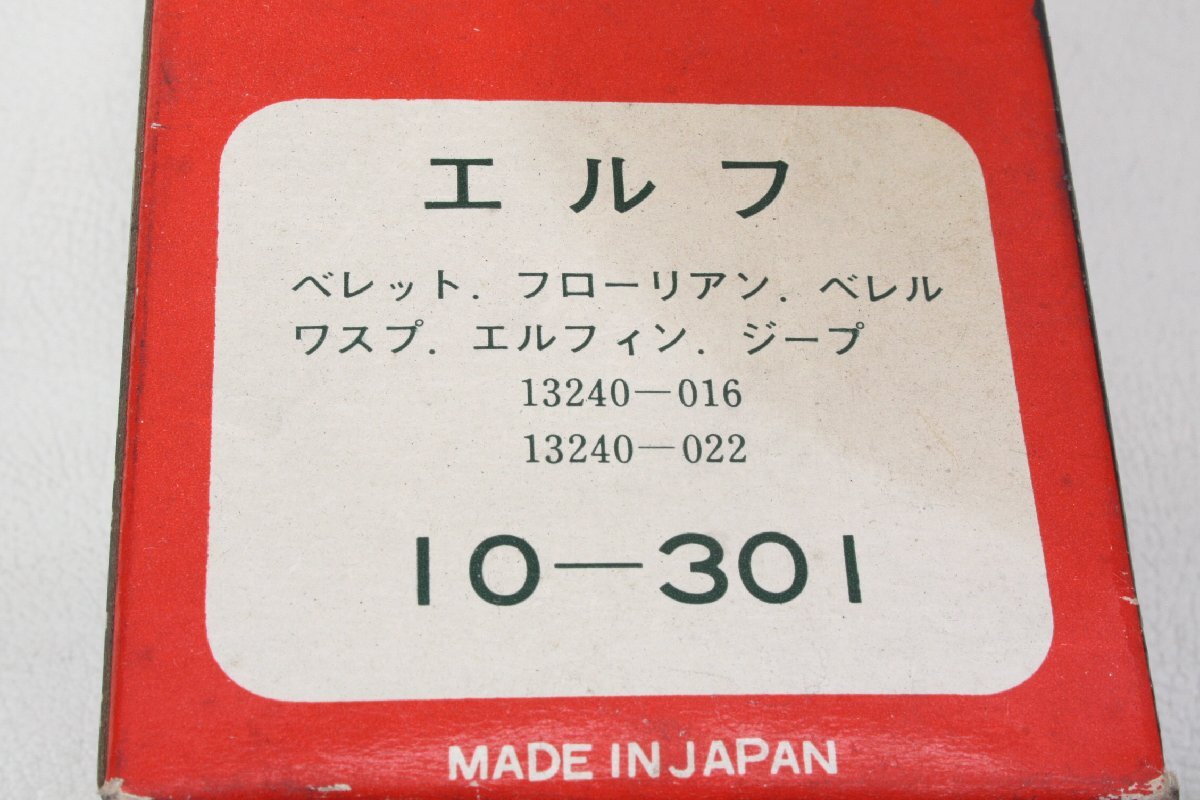 エルフ
ベレット. フローリアン. ベレル
ワスプ. エルフィン. ジープ
13240—016
13240—022
10—301
MADE IN JAPAN